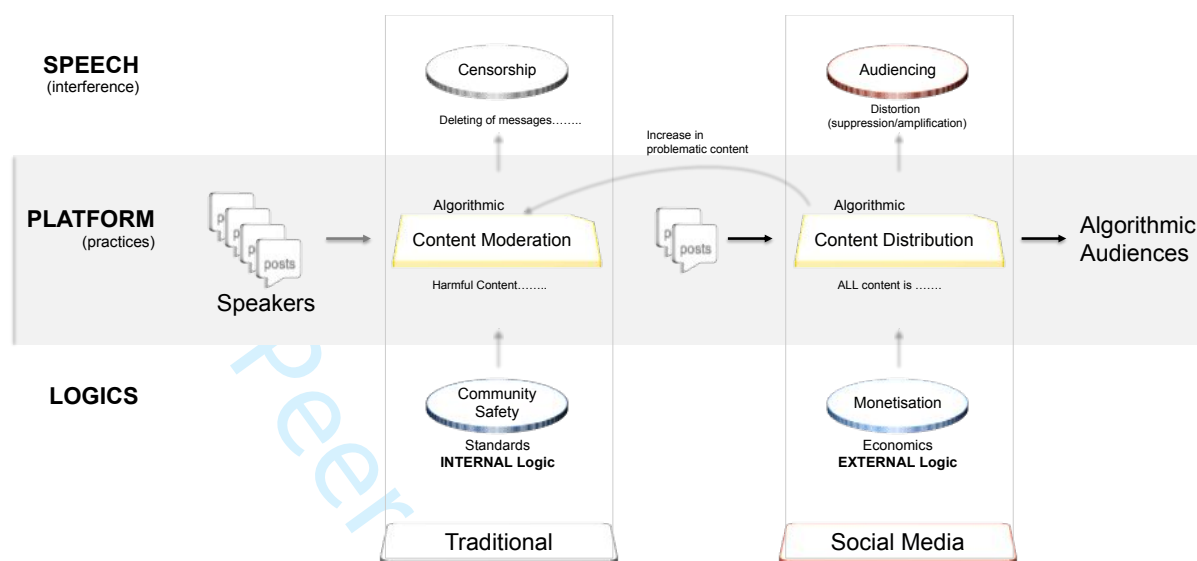 SPEECH
(interference)
Censorship
Deleting of messages……..
Audiencing
Distortion
(suppression/amplification)
Increase in
problematic content
PLATFORM
(practices)
posts
Speakers
Algorithmic
Content Moderation
Harmful Content……..
posts
Algorithmic
Content Distribution
ALL content is …….
Algorithmic
Audiences
LOGICS
Community
Safety
Standards
INTERNAL Logic
Monetisation
Economics
EXTERNAL Logic
Peer
Traditional
Social Media